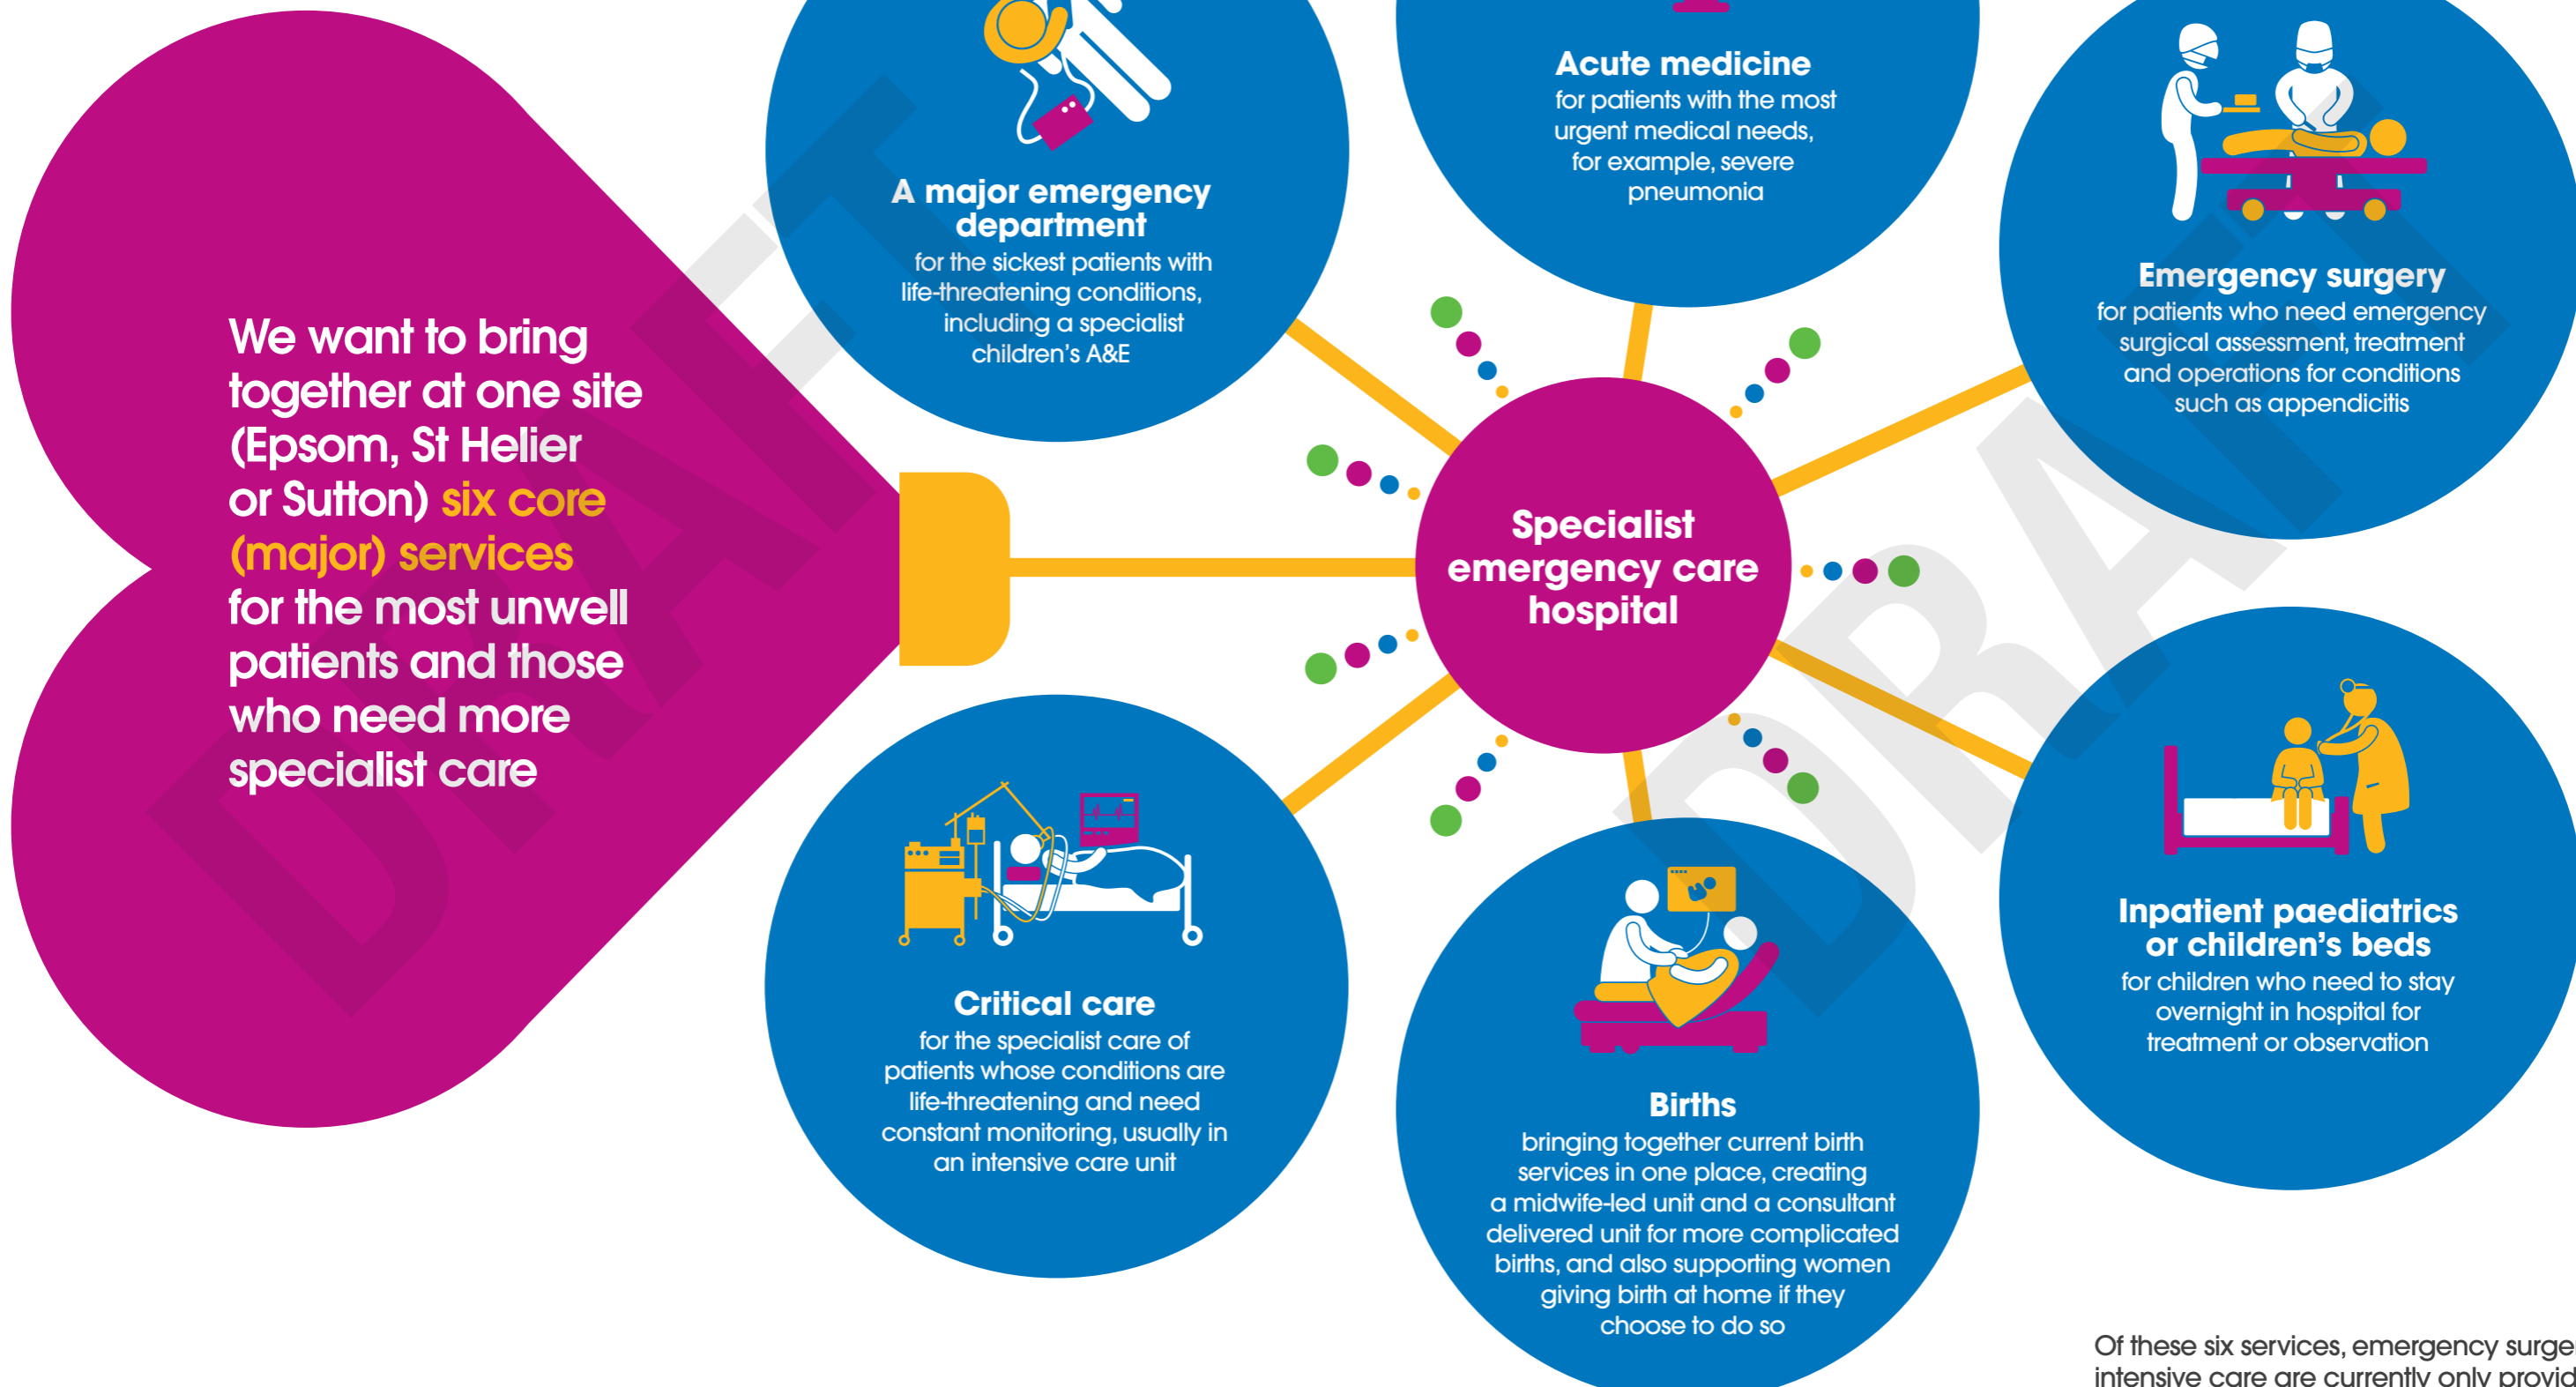 We want to bring
together at one site
(Epsom, St Helier
or Sutton) six core
(major) services
for the most unwell
patients and those
who need more
specialist care
A major emergency
department
for the sickest patients with
life-threatening conditions,
including a specialist
children's A&E
Acute medicine
for patients with the most
urgent medical needs,
for example, severe
pneumonia
Emergency surgery
for patients who need emergency
surgical assessment, treatment
and operations for conditions
such as appendicitis
Specialist
emergency care
hospital
Critical care
for the specialist care of
patients whose conditions are
life-threatening and need
constant monitoring, usually in
an intensive care unit
Births
bringing together current birth
services in one place, creating
a midwife-led unit and a consultant
delivered unit for more complicated
births, and also supporting women
giving birth at home if they
choose to do so
Inpatient paediatrics
or children's beds
for children who need to stay
overnight in hospital for
treatment or observation
Of these six services, emergency
intensive care are currently only
DRAFT
DRAFT